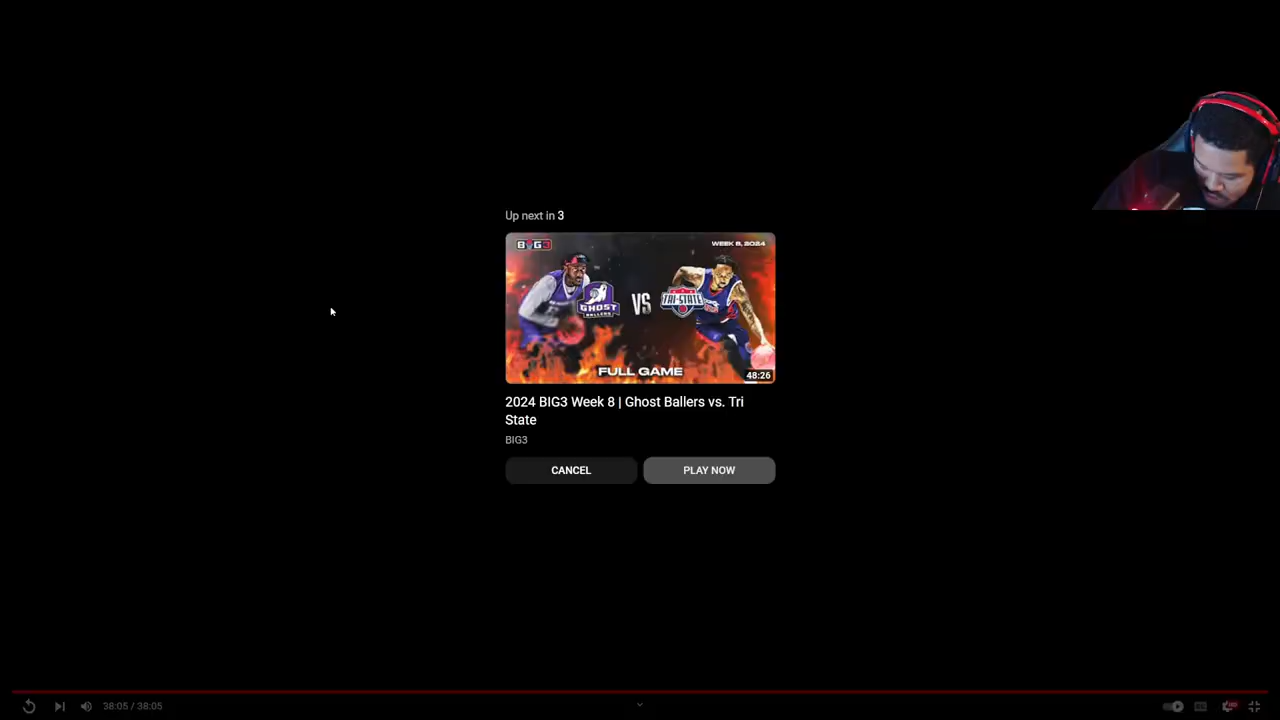 Up next in 3
BIG3
WEEK 8, 2024
GHOST
BALLERS
VS
TRI-STATE
FULL GAME
48:26
2024 BIG3 Week 8 | Ghost Ballers vs. Tri
State
BIG3
CANCEL
PLAY NOW
38:05 / 38:05